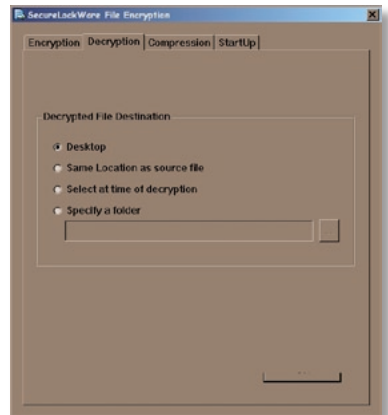 SecureLockWare File Encryption
Encryption Decryption Compression StartUp
Decrypted File Destination
Desktop
Same Location as source file
Select at time of decryption
Specify a folder
...